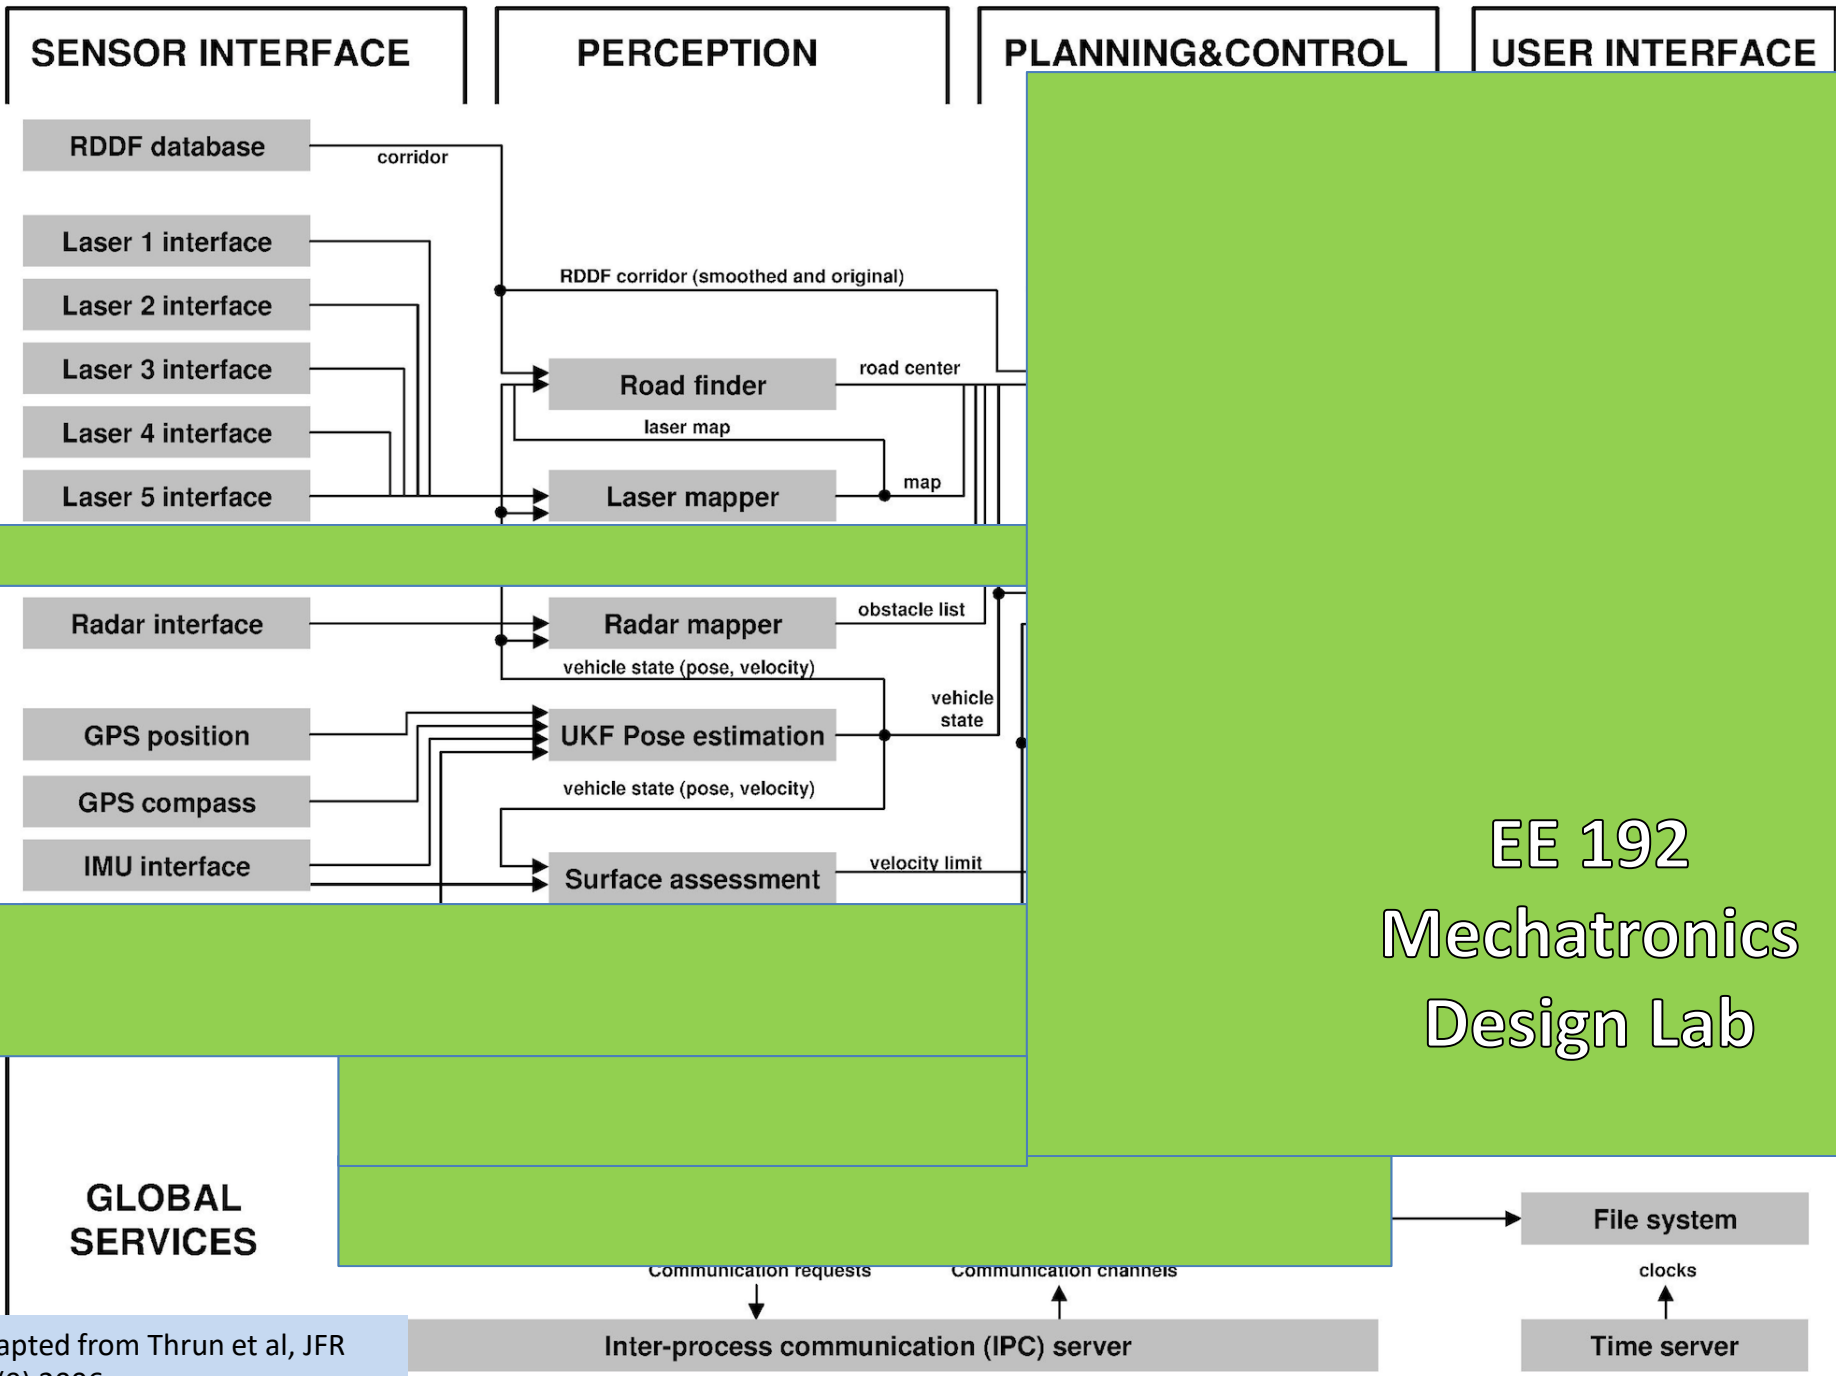 SENSOR INTERFACE
PERCEPTION
PLANNING&CONTROL
USER INTERFACE
RDDF database
corridor
Laser 1 interface
RDDF corridor (smoothed and original)
Laser 2 interface
Laser 3 interface
Road finder
road center
Laser 4 interface
laser map
Laser 5 interface
Laser mapper
map
Radar interface
Radar mapper
obstacle list
vehicle state (pose, velocity)
vehicle
state
GPS position
UKF Pose estimation
GPS compass
vehicle state (pose, velocity)
IMU interface
Surface assessment
velocity limit
EE 192
Mechatronics
Design Lab
GLOBAL
SERVICES
File system
Communication requests
Communication channels
clocks
from Thrun et al, JFR
Inter-process communication (IPC) server
Time server